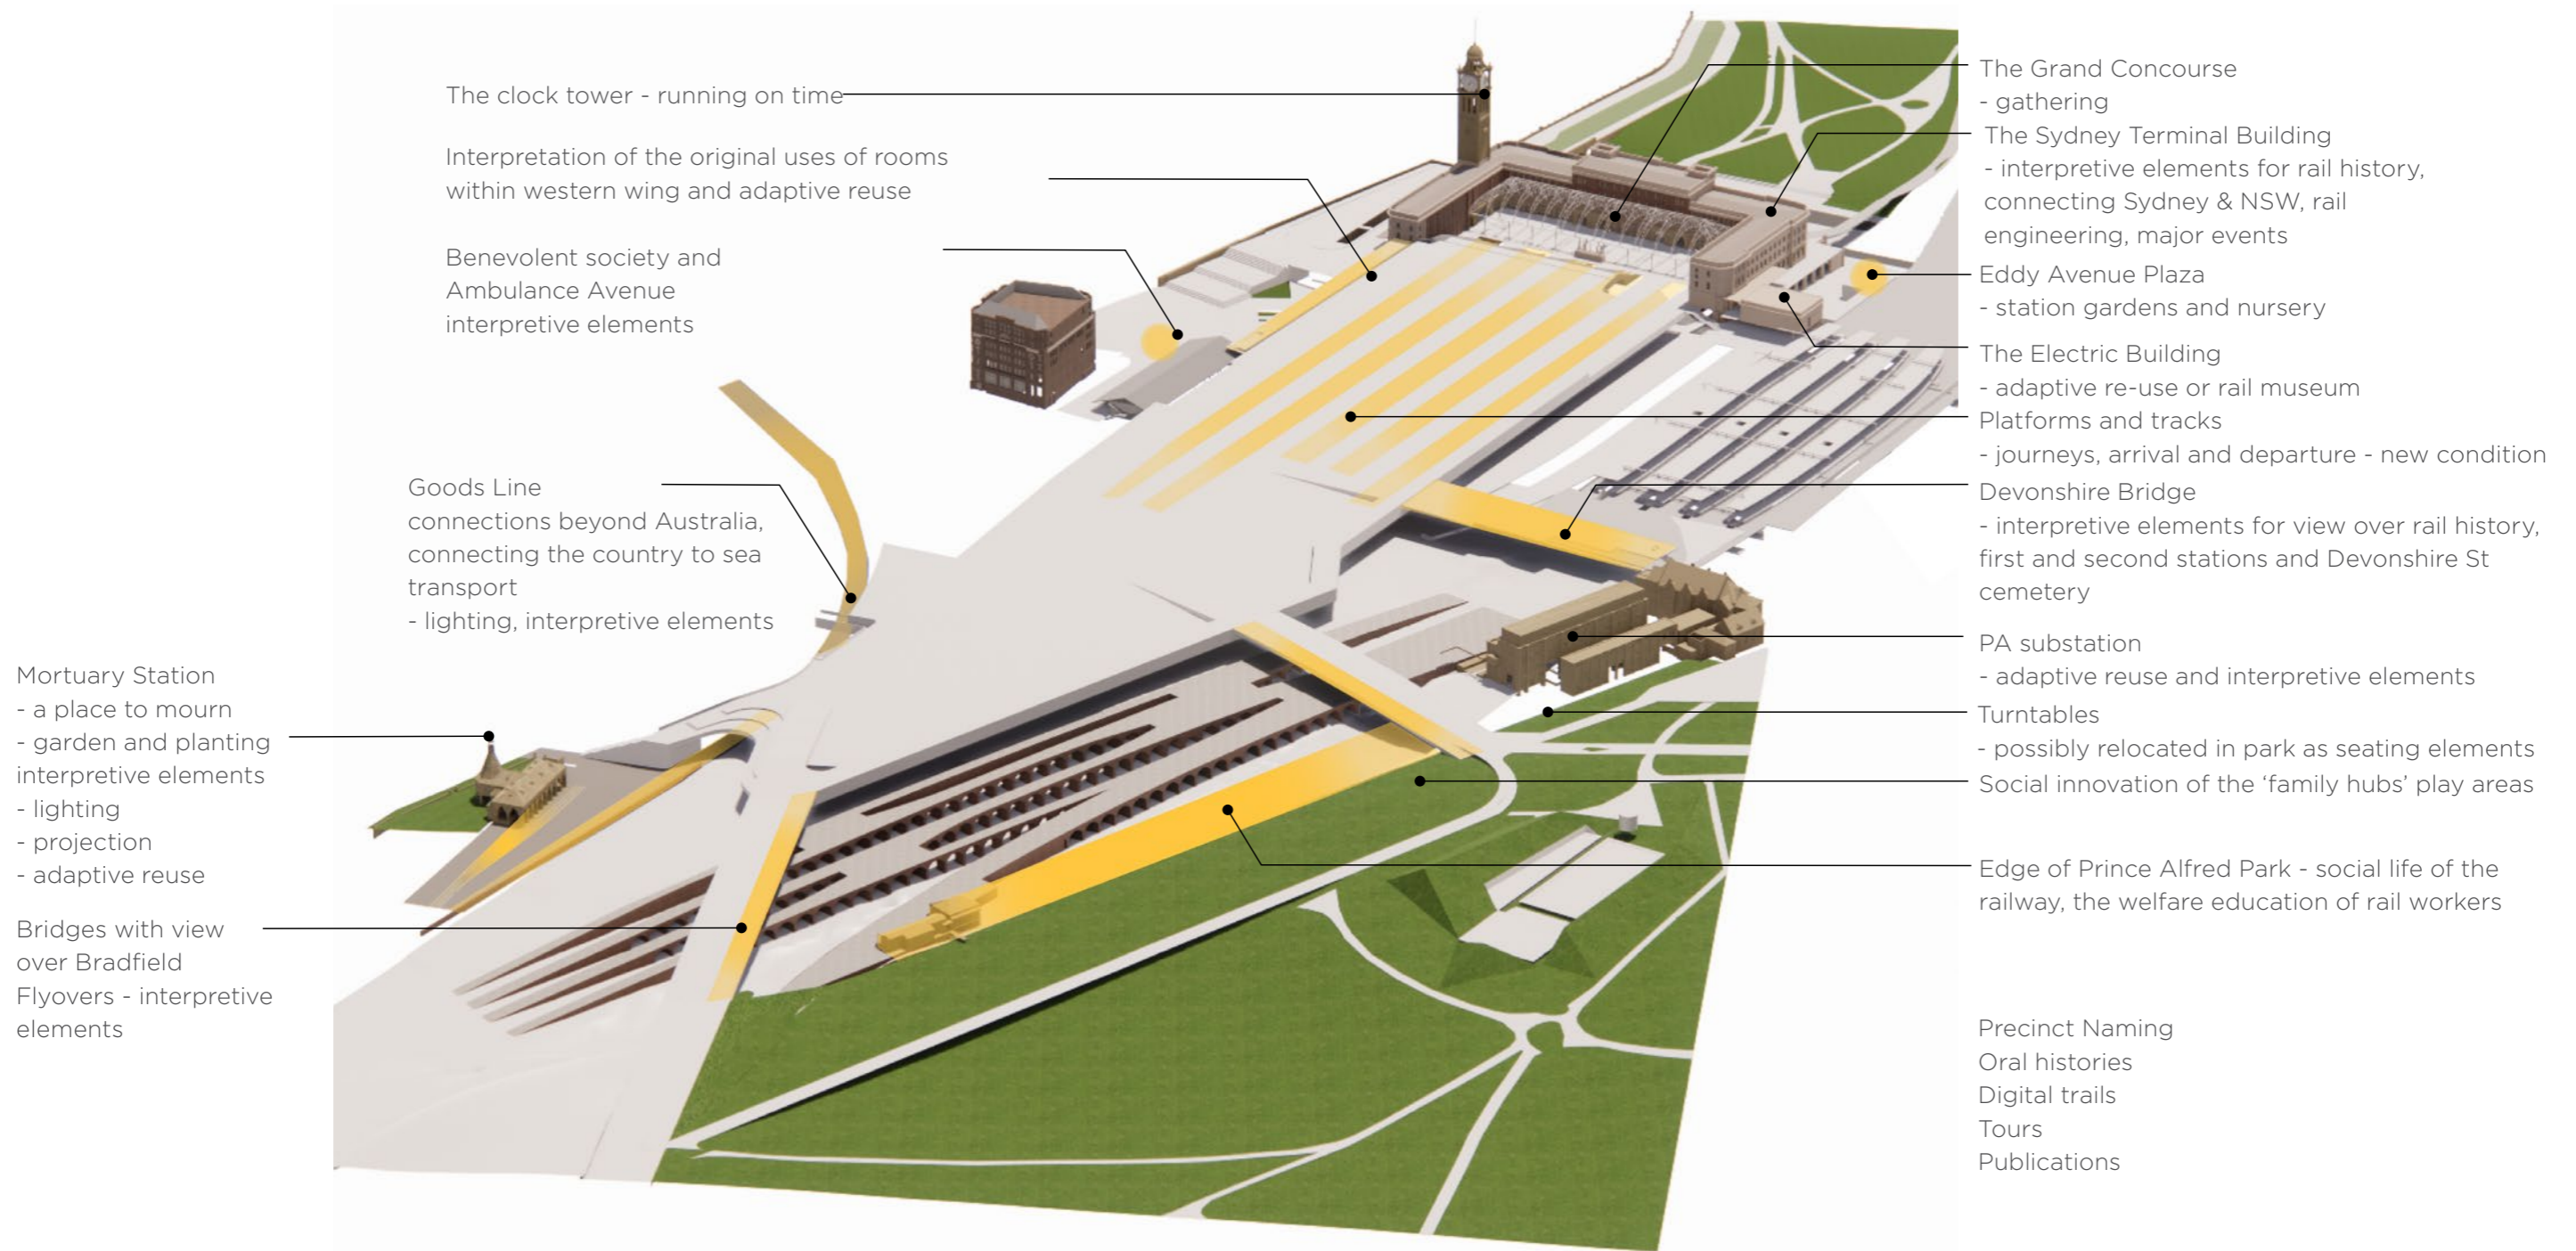 The clock tower - running on time
Interpretation of the original uses of rooms
within western wing and adaptive reuse
Benevolent society and
Ambulance Avenue
interpretive elements
Goods Line
connections beyond Australia,
connecting the country to sea
transport
- lighting, interpretive elements
Mortuary Station
- a place to mourn
- garden and planting
interpretive elements
- lighting
- projection
- adaptive reuse
Bridges with view
over Bradfield
Flyovers - interpretive
elements
The Grand Concourse
- gathering
The Sydney Terminal Building
- interpretive elements for rail history,
connecting Sydney & NSW, rail
engineering, major events
Eddy Avenue Plaza
- station gardens and nursery
The Electric Building
- adaptive re-use or rail museum
Platforms and tracks
- journeys, arrival and departure - new condition
Devonshire Bridge
- interpretive elements for view over rail history,
first and second stations and Devonshire St
cemetery
PA substation
- adaptive reuse and interpretive elements
Turntables
- possibly relocated in park as seating elements
Social innovation of the ‘family hubs’ play areas
Edge of Prince Alfred Park - social life of the
railway, the welfare education of rail workers
Precinct Naming
Oral histories
Digital trails
Tours
Publications